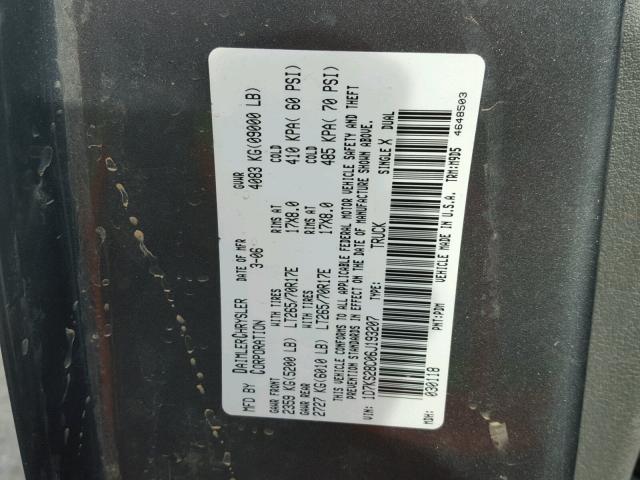 MFD BY DAIMLERCHRYSLER CORPORATION DATE OF MFR 3-06 GVWR 4083 KG(09000 LB)
GAWR FRONT WITH TIRES RIMS AT COLD
2359 KG(5200 LB) LT265/70R17E 17X8.0 410 KPA( 60 PSI)
GAWR REAR WITH TIRES RIMS AT COLD
2727 KG(6010 LB) LT265/70R17E 17X8.0 485 KPA( 70 PSI)
THIS VEHICLE CONFORMS TO ALL APPLICABLE FEDERAL MOTOR VEHICLE SAFETY AND THEFT
PREVENTION STANDARDS IN EFFECT ON THE DATE OF MANUFACTURE SHOWN ABOVE.
VIN: 1D7KS28C06J193207 TYPE: TRUCK SINGLE X DUAL
MDH: 030118 PNT:PDM VEHICLE MADE IN U.S.A. TRM:M9D5 4648503